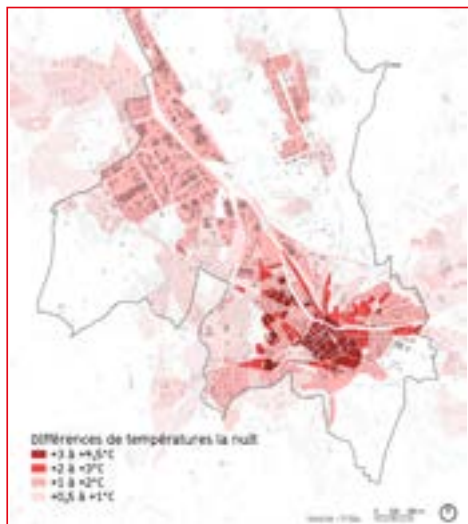 Différences de températures la nuit
+3 à +4,5°C
+2 à +3°C
+1 à +2°C
+0,5 à +1°C